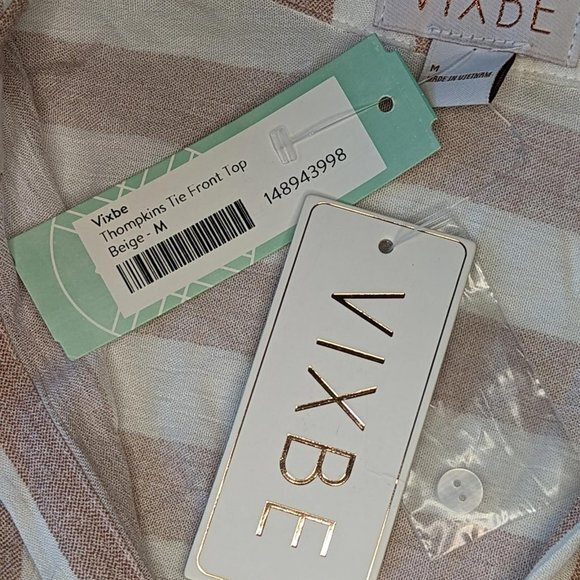 VIXBE
M
MADE IN VIETNAM
Vixbe
Thompkins Tie Front Top
Beige - M
148943998
VIXBE